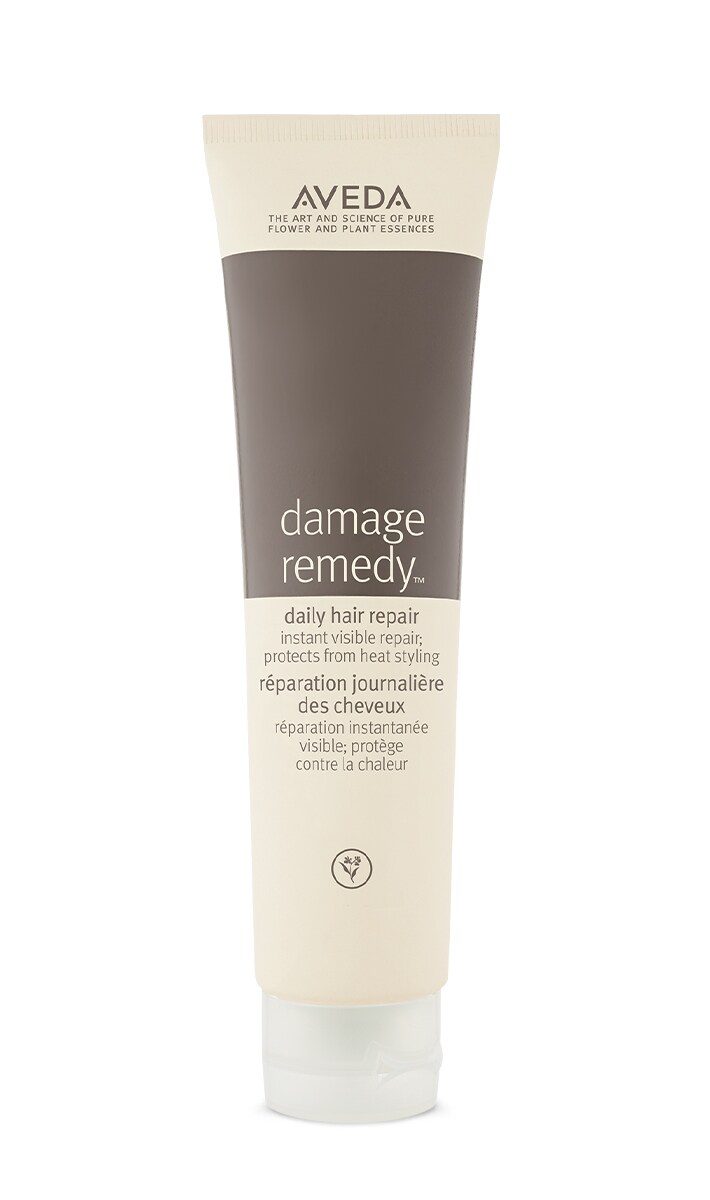 AVEDA
THE ART AND SCIENCE OF PURE
FLOWER AND PLANT ESSENCES
damage
remedy™
daily hair repair
instant visible repair;
protects from heat styling
réparation journalière
des cheveux
réparation instantanée
visible; protège
contre la chaleur